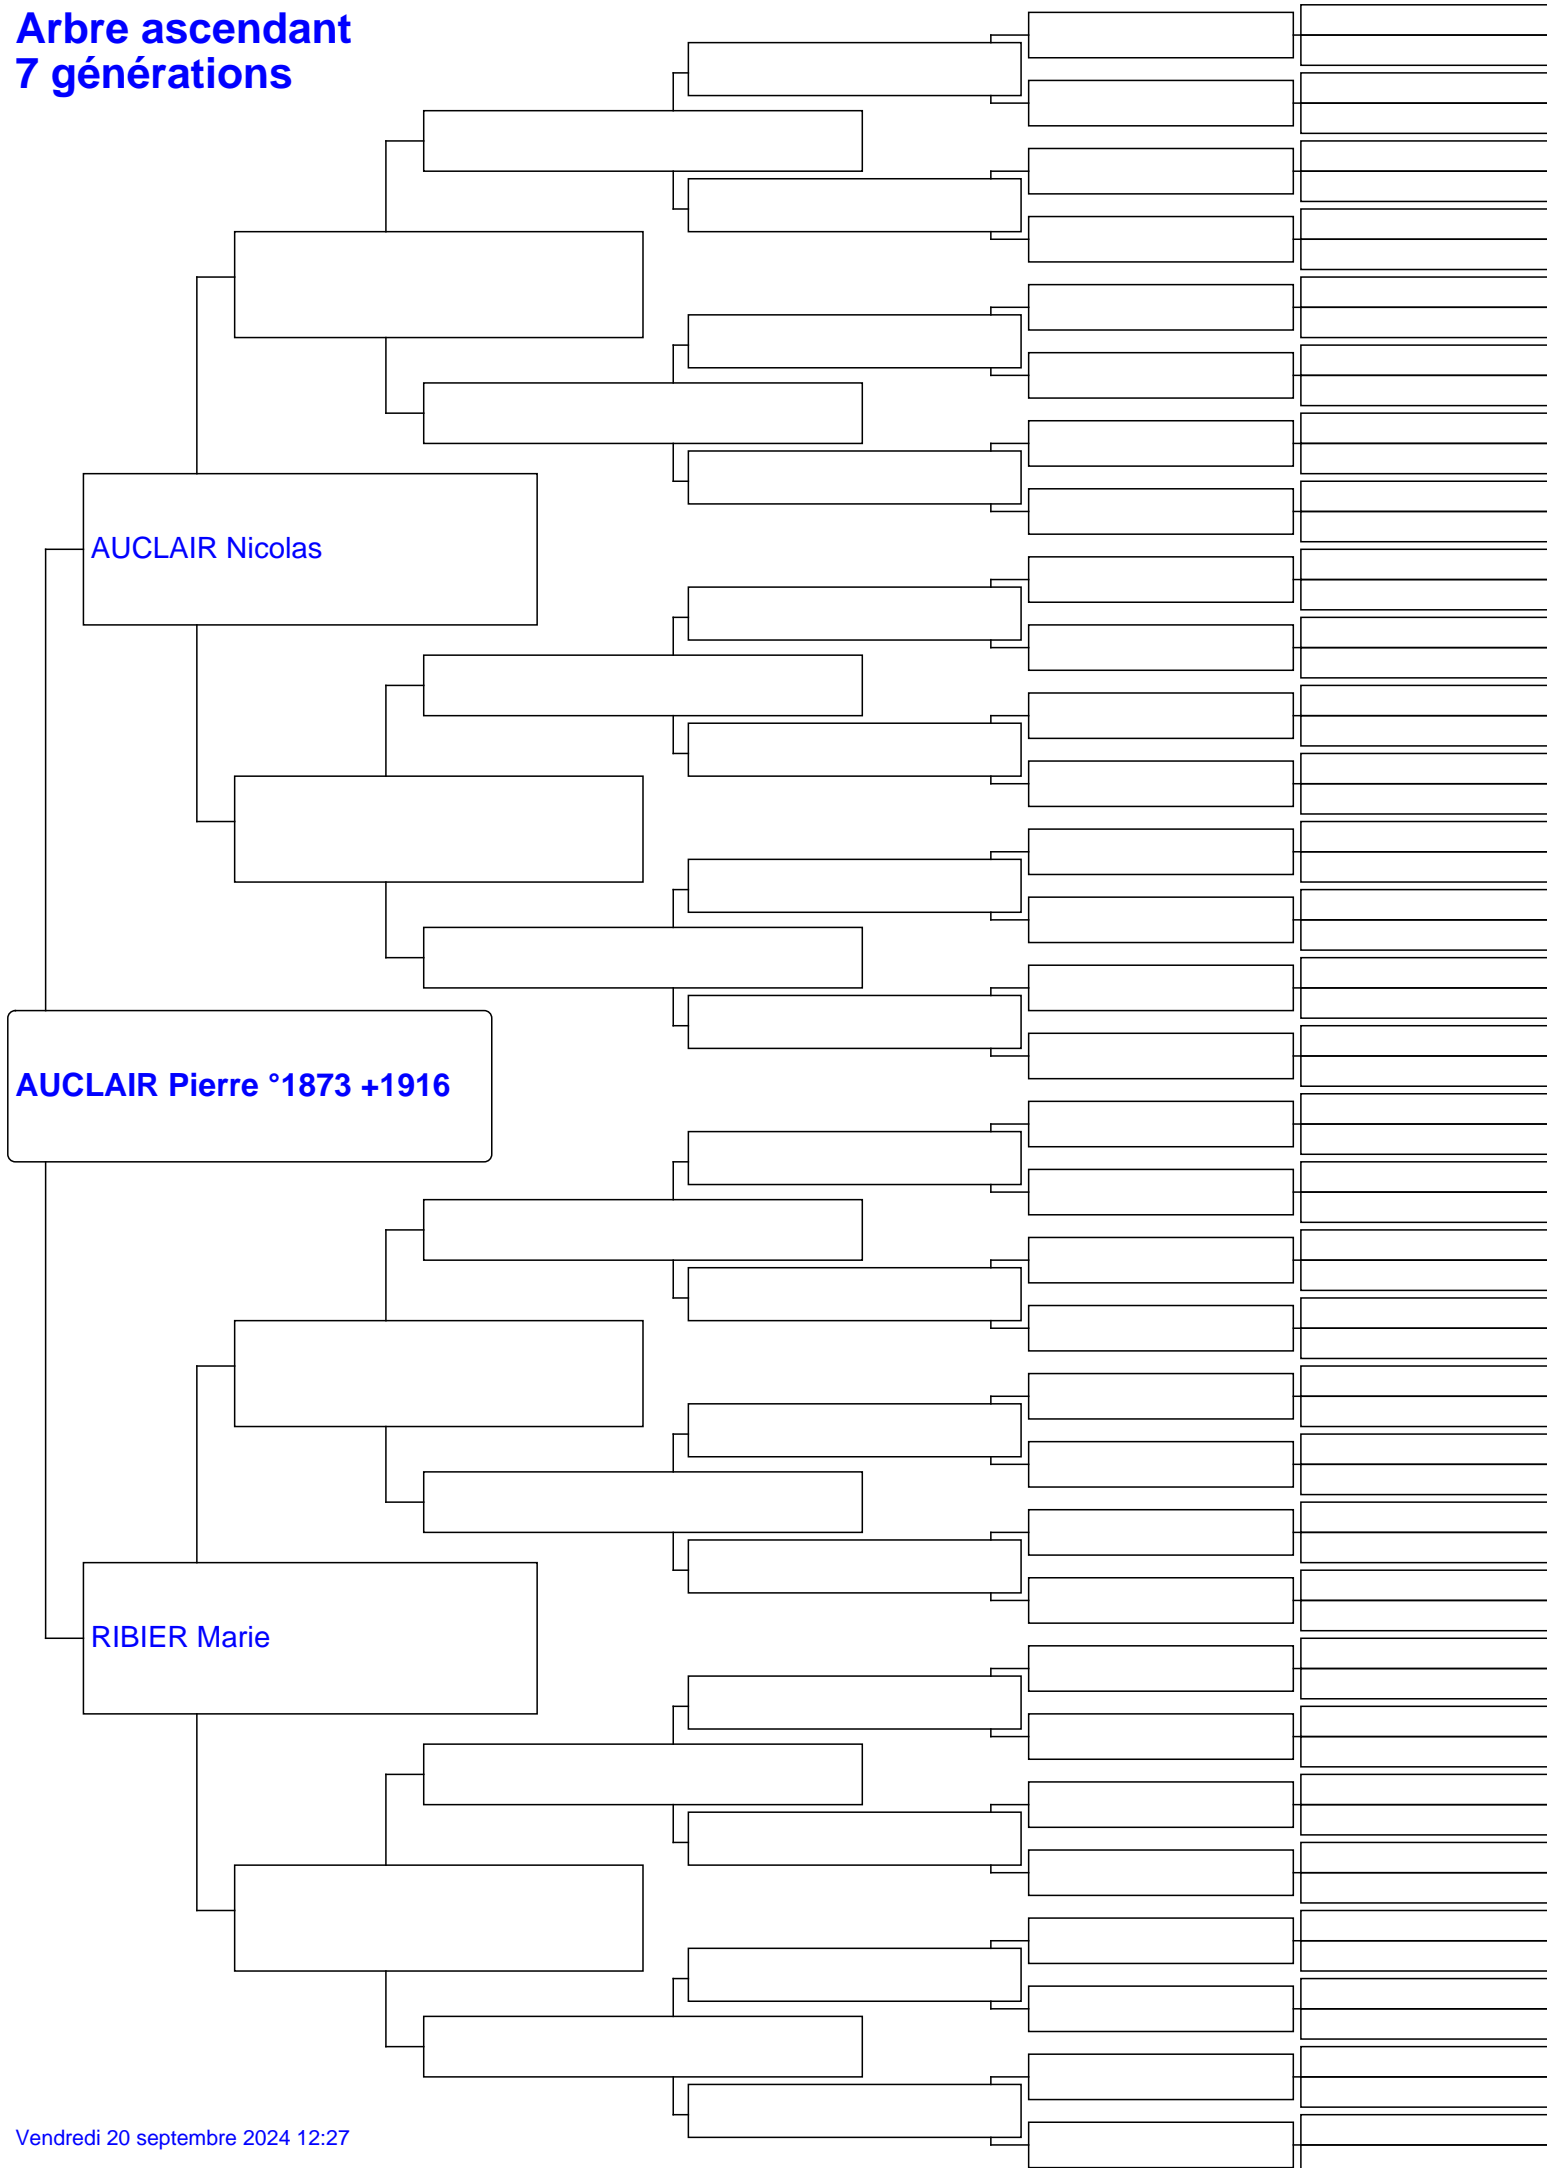 Arbre ascendant
7 générations
AUCLAIR Nicolas
AUCLAIR Pierre °1873 +1916
RIBIER Marie
Vendredi 20 septembre 2024 12:27